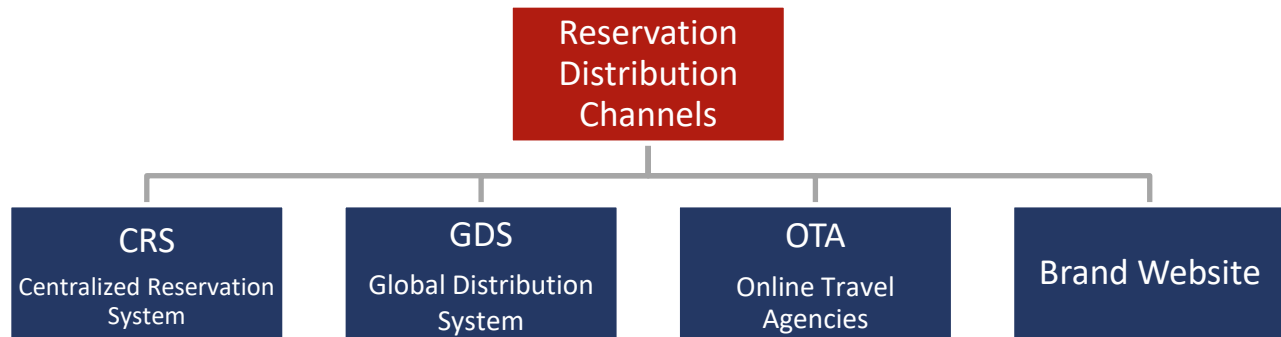 Reservation
Distribution
Channels
CRS
Centralized Reservation
System
GDS
Global Distribution
System
OTA
Online Travel
Agencies
Brand Website